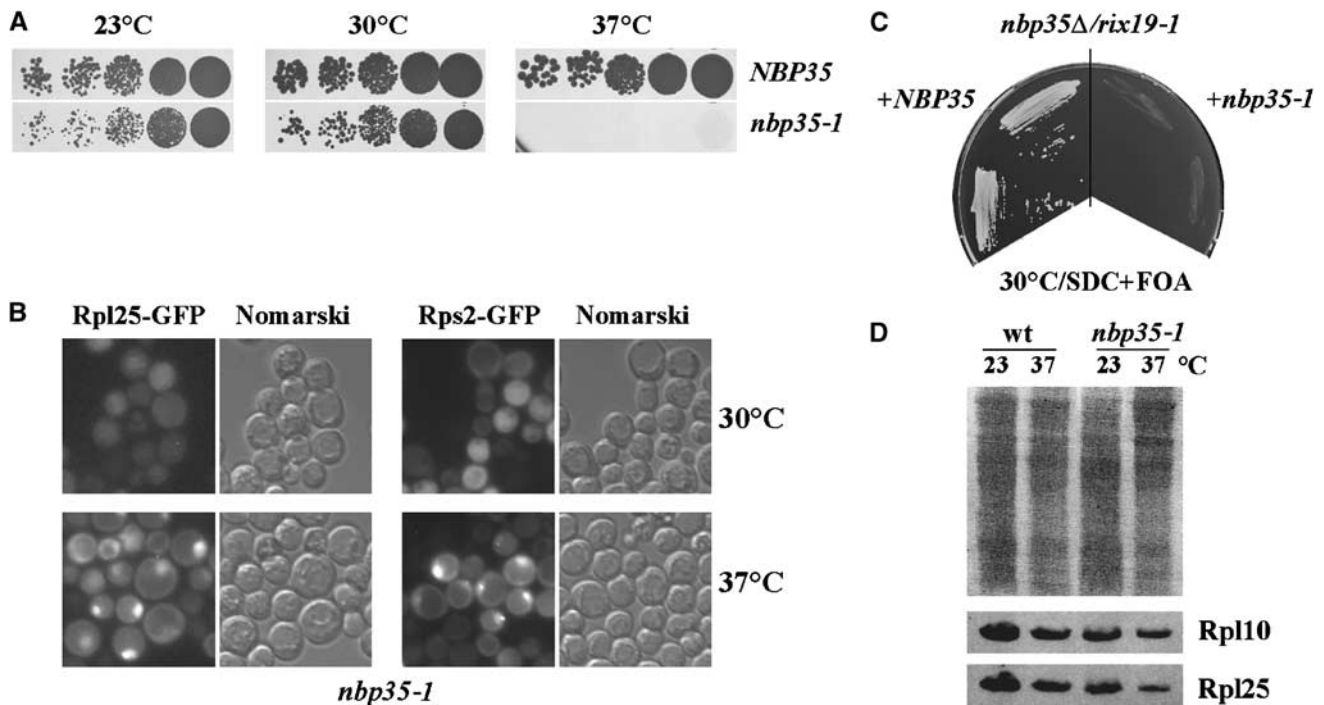 A
23°C 30°C 37°C
NBP35
nbp35-1
B
Rpl25-GFP Nomarski Rps2-GFP Nomarski
30°C
37°C
nbp35-1
C
nbp35Δ/rix19-1
+NBP35
+nbp35-1
30°C/SDC+FOA
D
wt nbp35-1
23 37 23 37 °C
Rpl10
Rpl25